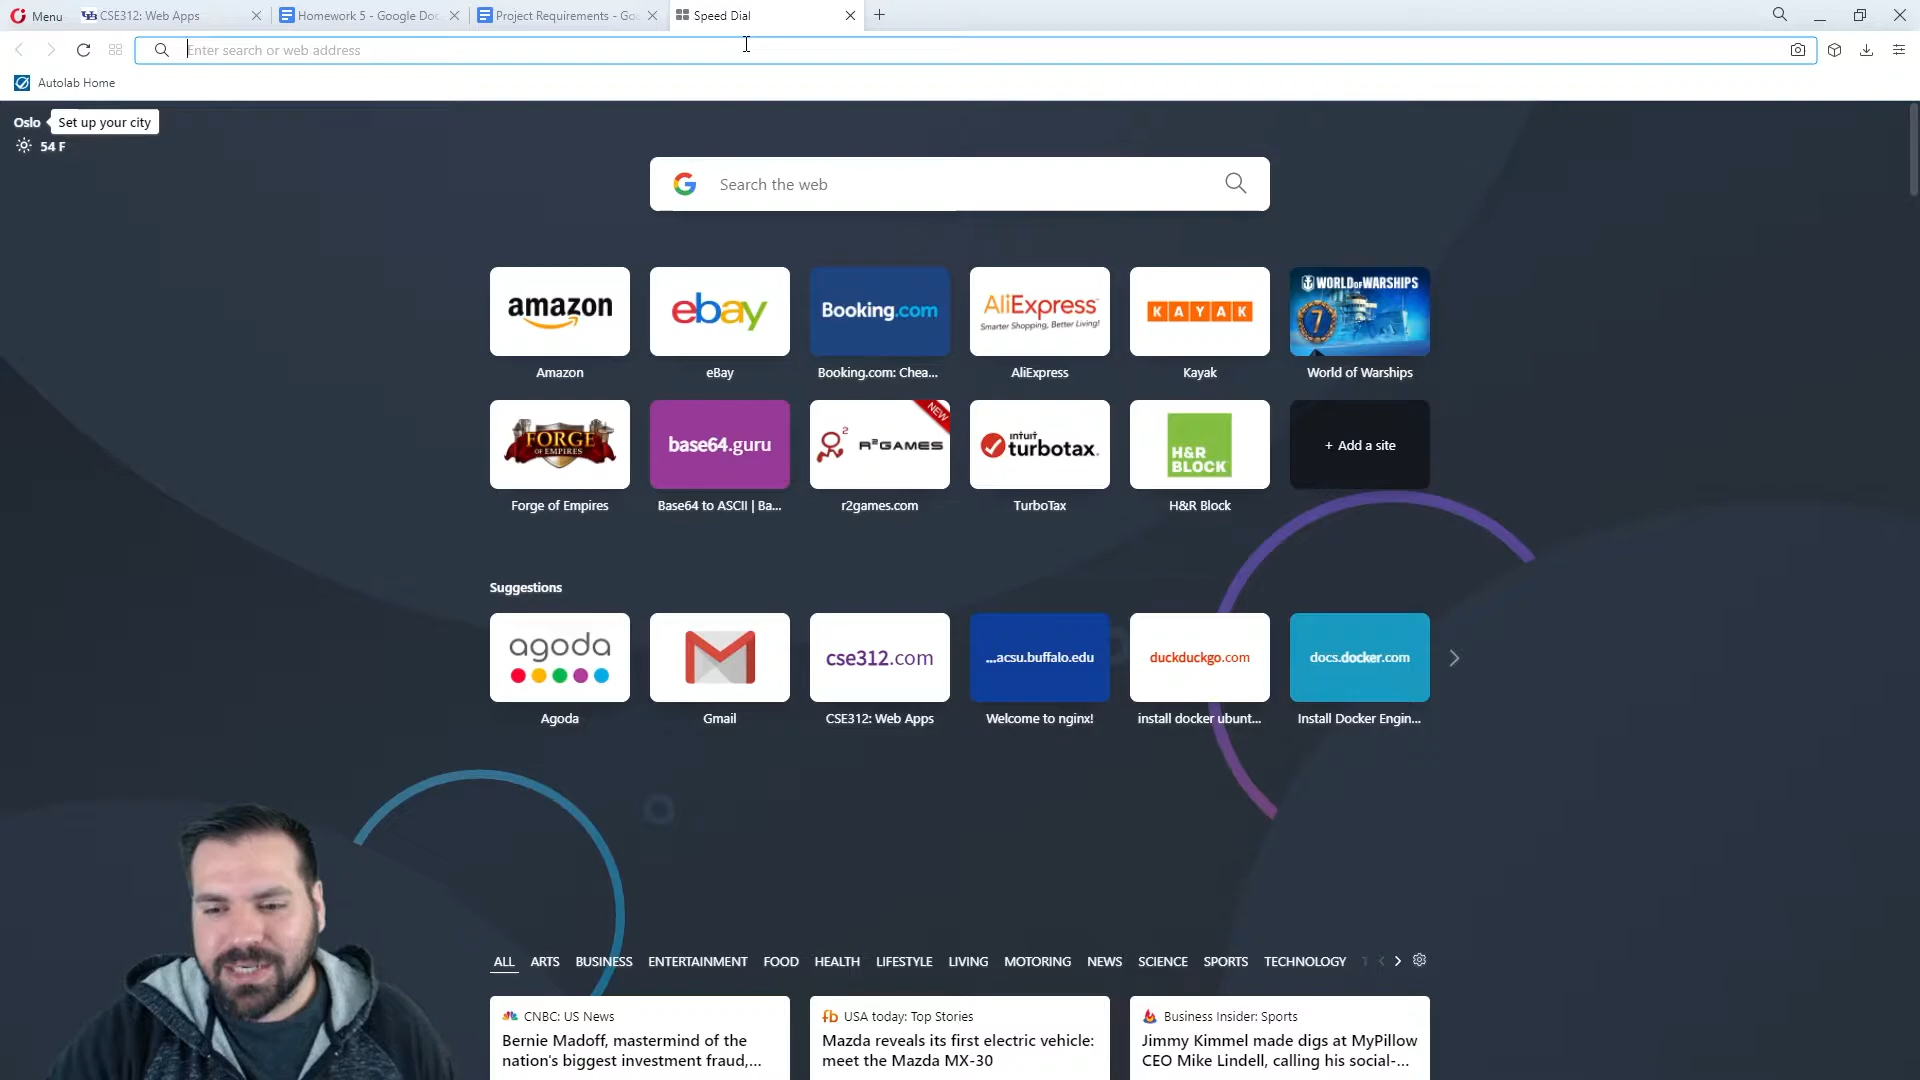 Menu
CSE312: Web Apps
Homework 5 - Google Doc
Project Requirements - Goo
Speed Dial
Enter search or web address
Autolab Home
Oslo
Set up your city
54 F
Search the web
amazon
ebay
Booking.com
AliExpress
Smarter Shopping, Better Living!
KAYAK
WORLD OF WARSHIPS
7
Amazon
eBay
Booking.com: Chea...
AliExpress
Kayak
World of Warships
FORGE
OF EMPIRES
base64.guru
R2
R²GAMES
NEW
intuit
turbotax.
H&R
BLOCK
+ Add a site
Forge of Empires
Base64 to ASCII | Ba...
r2games.com
TurboTax
H&R Block
Suggestions
agoda
cse312.com
...acsu.buffalo.edu
duckduckgo.com
docs.docker.com
Agoda
Gmail
CSE312: Web Apps
Welcome to nginx!
install docker ubunt...
Install Docker Engin...
ALL ARTS BUSINESS ENTERTAINMENT FOOD HEALTH LIFESTYLE LIVING MOTORING NEWS SCIENCE SPORTS TECHNOLOGY
CNBC: US News
Bernie Madoff, mastermind of the
nation's biggest investment fraud,...
USA today: Top Stories
Mazda reveals its first electric vehicle:
meet the Mazda MX-30
Business Insider: Sports
Jimmy Kimmel made digs at MyPillow
CEO Mike Lindell, calling his social-...